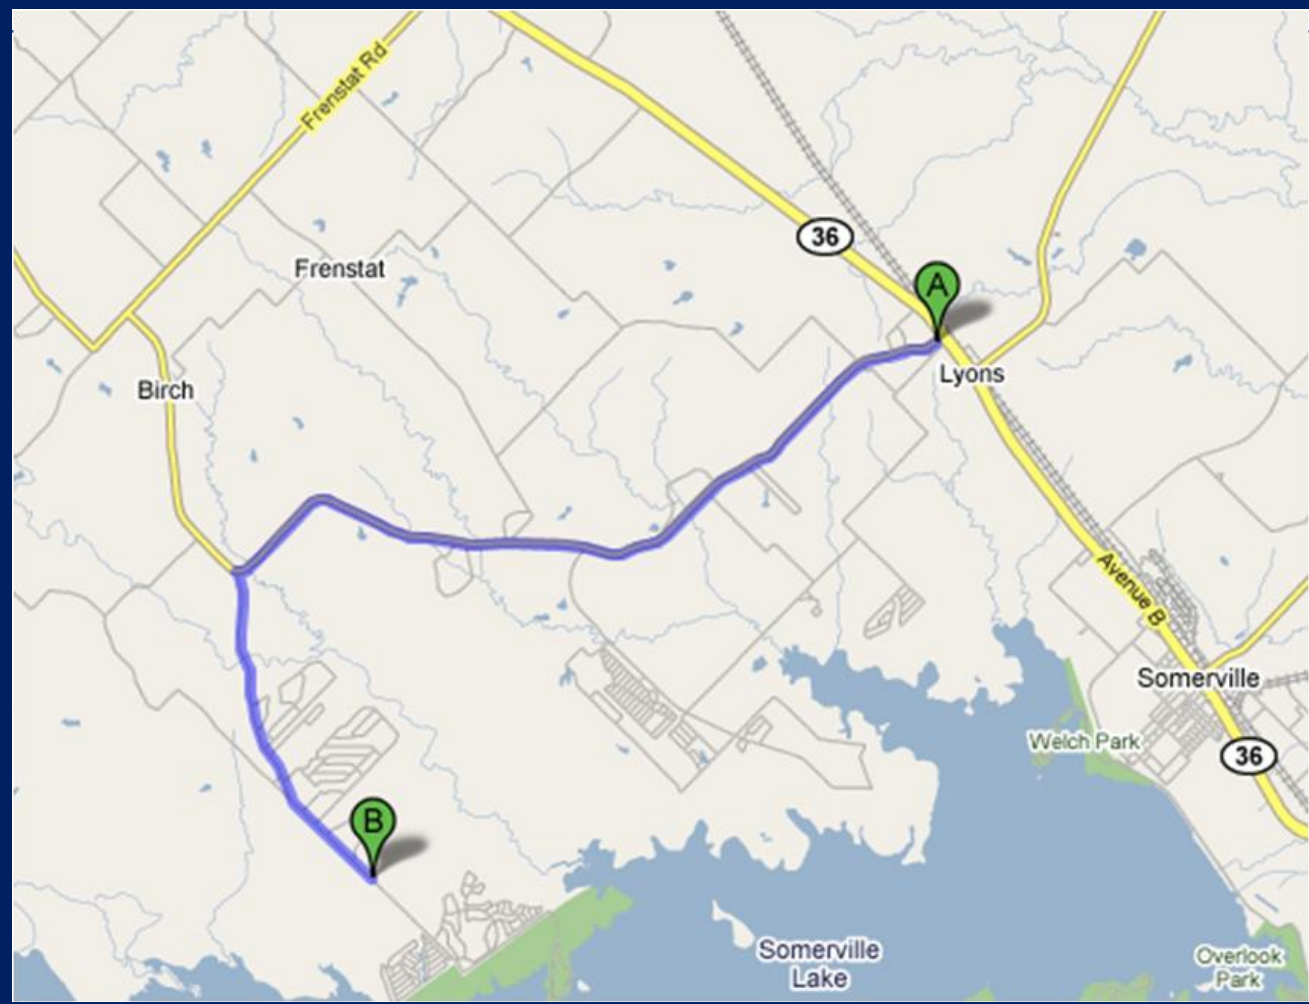 Frenstat Rd
36
Frenstat
A
Birch
Lyons
Avenue B
Somerville
Welch Park
36
B
Somerville
Lake
Overlook
Park